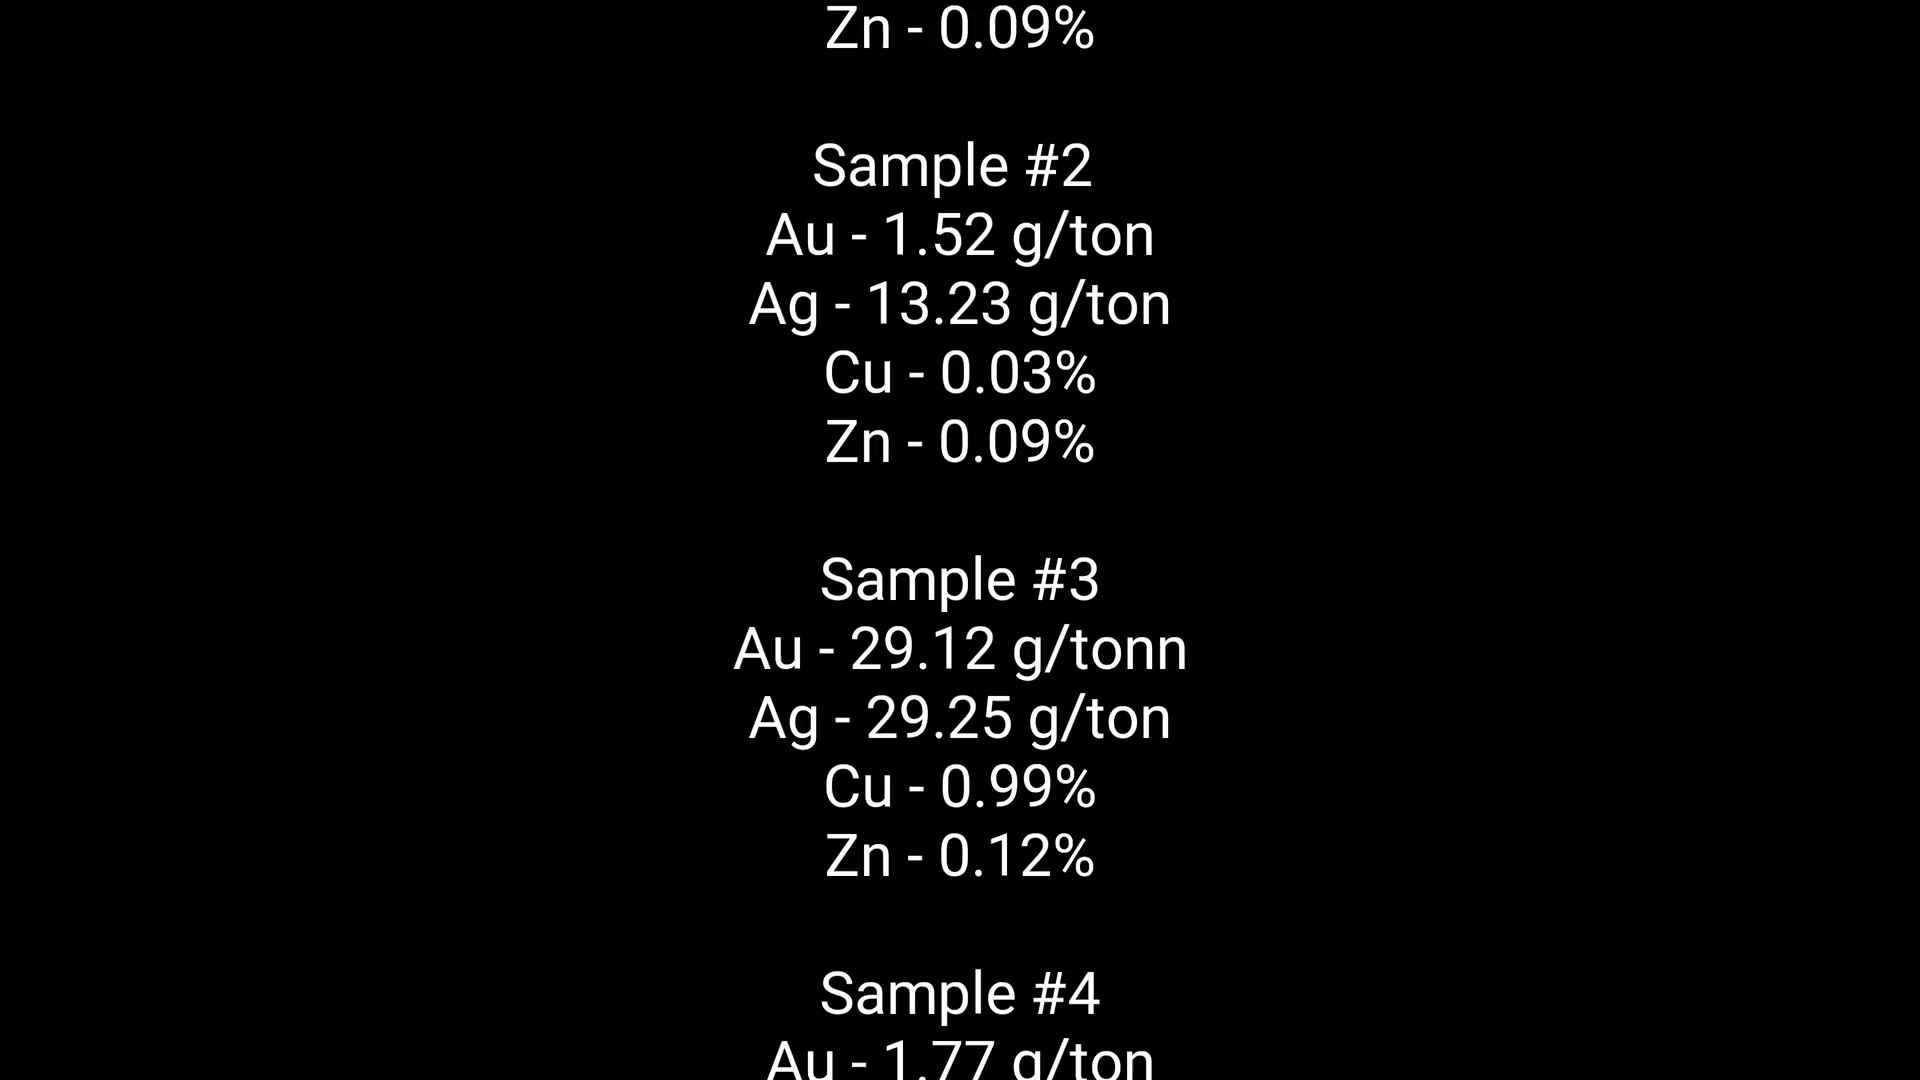 Zn - 0.09%
Sample #2
Au - 1.52 g/ton
Ag - 13.23 g/ton
Cu - 0.03%
Zn - 0.09%
Sample #3
Au - 29.12 g/tonn
Ag - 29.25 g/ton
Cu - 0.99%
Zn - 0.12%
Sample #4
Au - 1.77 g/ton